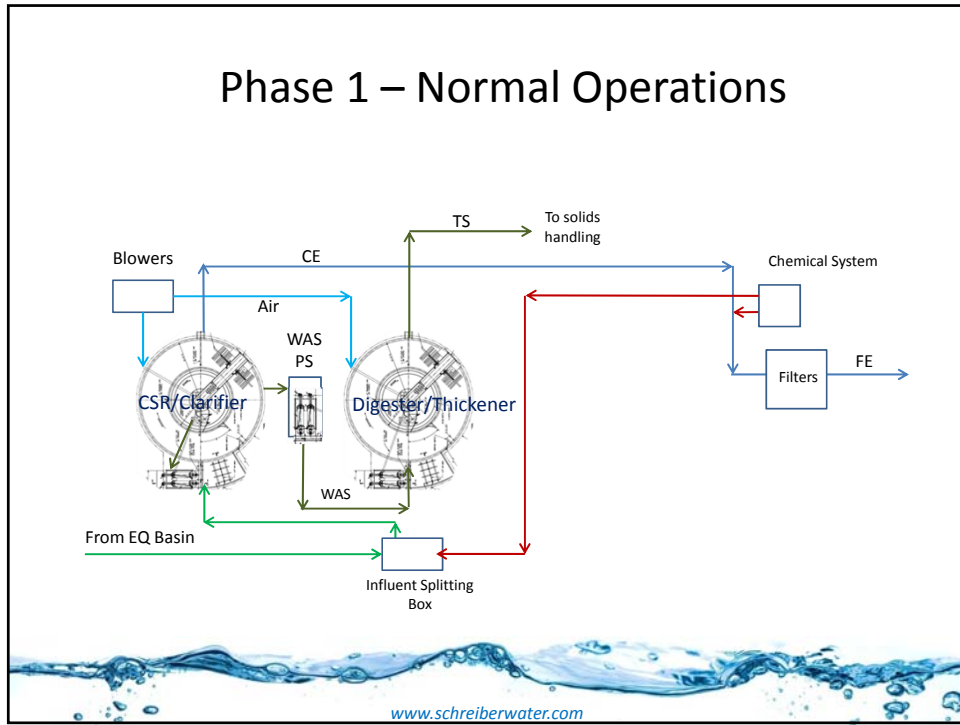 Phase 1 – Normal Operations
TS
To solids
handling
Blowers
CE
Chemical System
Air
WAS
PS
Filters
FE
CSR/Clarifier
Digester/Thickener
WAS
From EQ Basin
Influent Splitting
Box
www.schreiberwater.com